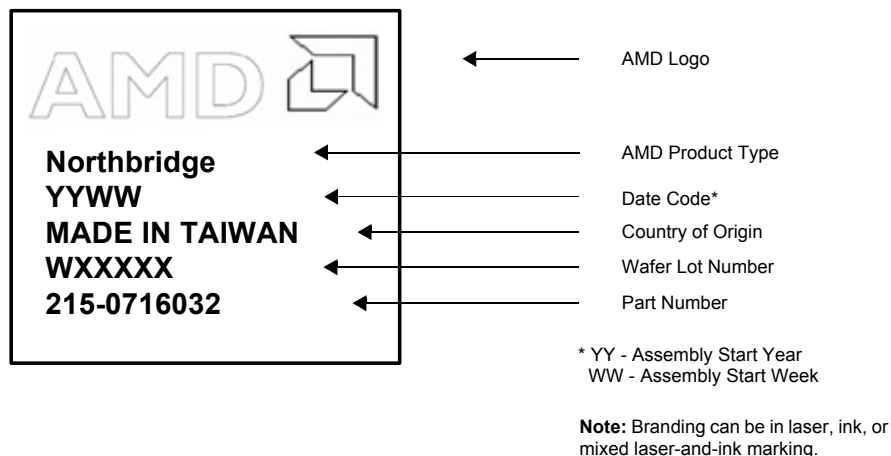 AMD
AMD Logo
Northbridge
AMD Product Type
YYWW
Date Code*
MADE IN TAIWAN
Country of Origin
WXXXXX
Wafer Lot Number
215-0716032
Part Number
* YY - Assembly Start Year
WW - Assembly Start Week
Note: Branding can be in laser, ink, or
mixed laser-and-ink marking.